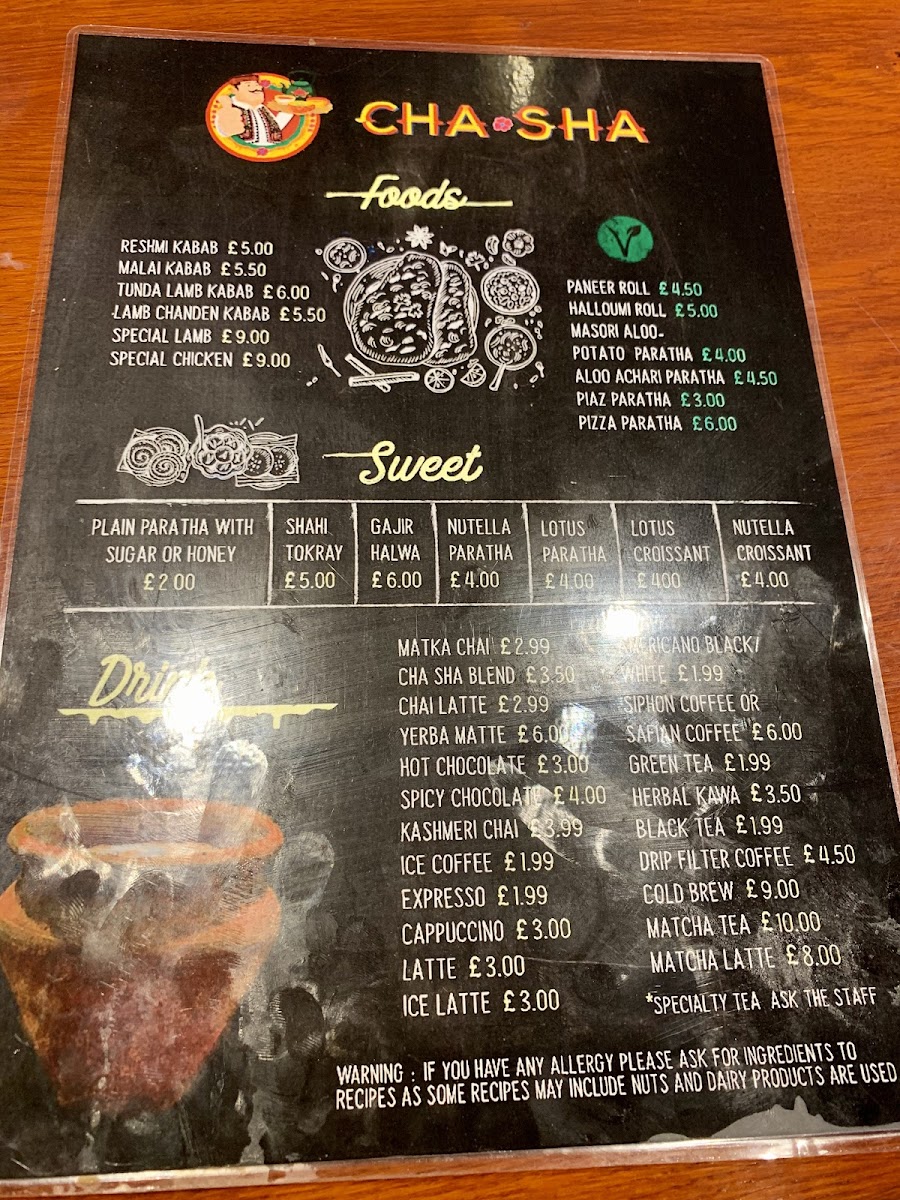 CHA SHA
Foods
RESHMI KABAB £5.00
MALAI KABAB £5.50
TUNDA LAMB KABAB £6.00
LAMB CHANDEN KABAB £5.50
SPECIAL LAMB £9.00
SPECIAL CHICKEN £9.00
V
PANEER ROLL £4.50
HALLOUMI ROLL £5.00
MASORI ALOO-
POTATO PARATHA £4.00
ALOO ACHARI PARATHA £4.50
PIAZ PARATHA £3.00
PIZZA PARATHA £6.00
Sweet
PLAIN PARATHA WITH
SUGAR OR HONEY
£2 00
SHAHI
TOKRAY
£5.00
GAJIR
HALWA
£6.00
NUTELLA
PARATHA
£4.00
LOTUS
PARATHA
£4.00
LOTUS
CROISSANT
£4.00
NUTELLA
CROISSANT
£4.00
Drink
MATKA CHAI £2.99
CHA SHA BLEND £3.50
CHAI LATTE £2.99
YERBA MATTE £6.00
HOT CHOCOLATE £3.00
SPICY CHOCOLATE £4.00
KASHMERI CHAI £3.99
ICE COFFEE £1.99
EXPRESSO £1.99
CAPPUCCINO £3.00
LATTE £3.00
ICE LATTE £3.00
AMERICANO BLACK/
WHITE £1.99
SIPHON COFFEE OR
SAFIAN COFFEE £6.00
GREEN TEA £1.99
HERBAL KAWA £3.50
BLACK TEA £1.99
DRIP FILTER COFFEE £4.50
COLD BREW £9.00
MATCHA TEA £10.00
MATCHA LATTE £8.00
*SPECIALTY TEA ASK THE STAFF
WARNING : IF YOU HAVE ANY ALLERGY PLEASE ASK FOR INGREDIENTS TO
RECIPES AS SOME RECIPES MAY INCLUDE NUTS AND DAIRY PRODUCTS ARE USED